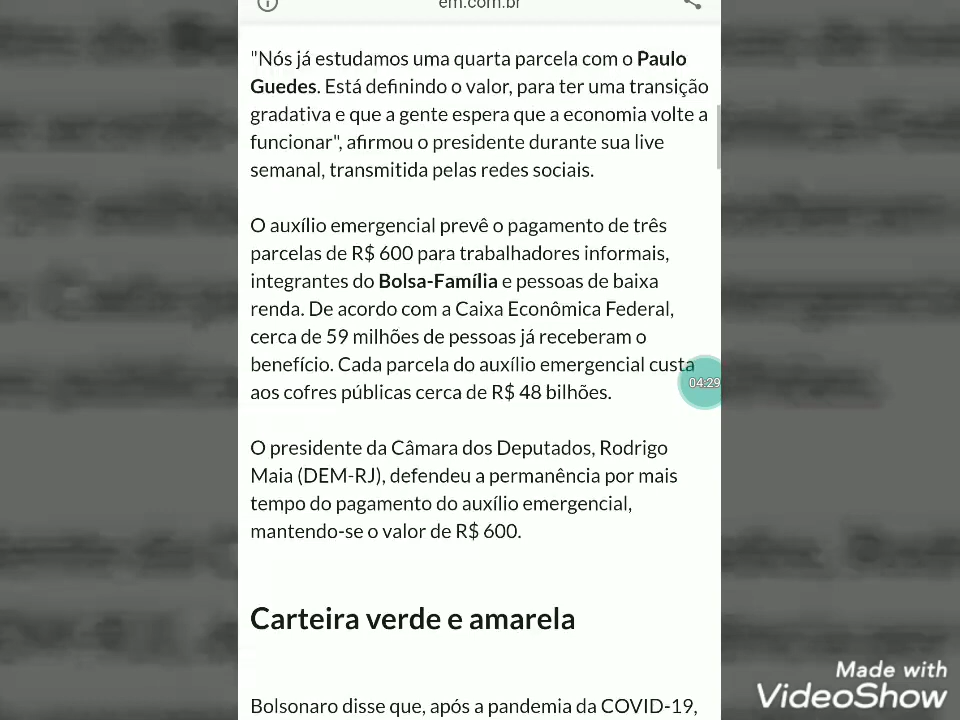 em.com.br
"Nós já estudamos uma quarta parcela com o Paulo
Guedes. Está definindo o valor, para ter uma transição
gradativa e que a gente espera que a economia volte a
funcionar", afirmou o presidente durante sua live
semanal, transmitida pelas redes sociais.
O auxílio emergencial prevê o pagamento de três
parcelas de R$ 600 para trabalhadores informais,
integrantes do Bolsa-Família e pessoas de baixa
renda. De acordo com a Caixa Econômica Federal,
cerca de 59 milhões de pessoas já receberam o
benefício. Cada parcela do auxílio emergencial custa
04:29
aos cofres públicas cerca de R$ 48 bilhões.
O presidente da Câmara dos Deputados, Rodrigo
Maia (DEM-RJ), defendeu a permanência por mais
tempo do pagamento do auxílio emergencial,
mantendo-se o valor de R$ 600.
Carteira verde e amarela
Bolsonaro disse que, após a pandemia da COVID-19,
Made with
VideoShow